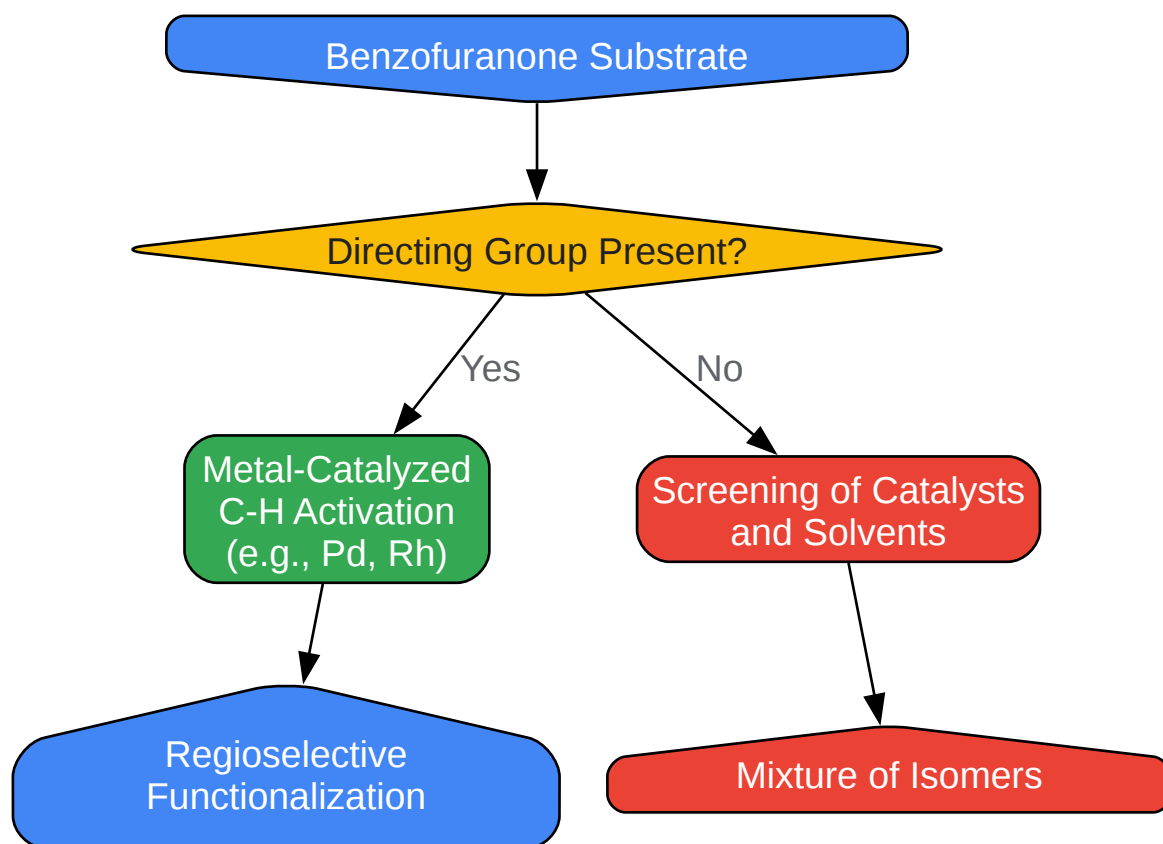 Benzofuranone Substrate
Directing Group Present?
Yes
No
Metal-Catalyzed
C-H Activation
(e.g., Pd, Rh)
Screening of Catalysts
and Solvents
Regioselective
Functionalization
Mixture of Isomers